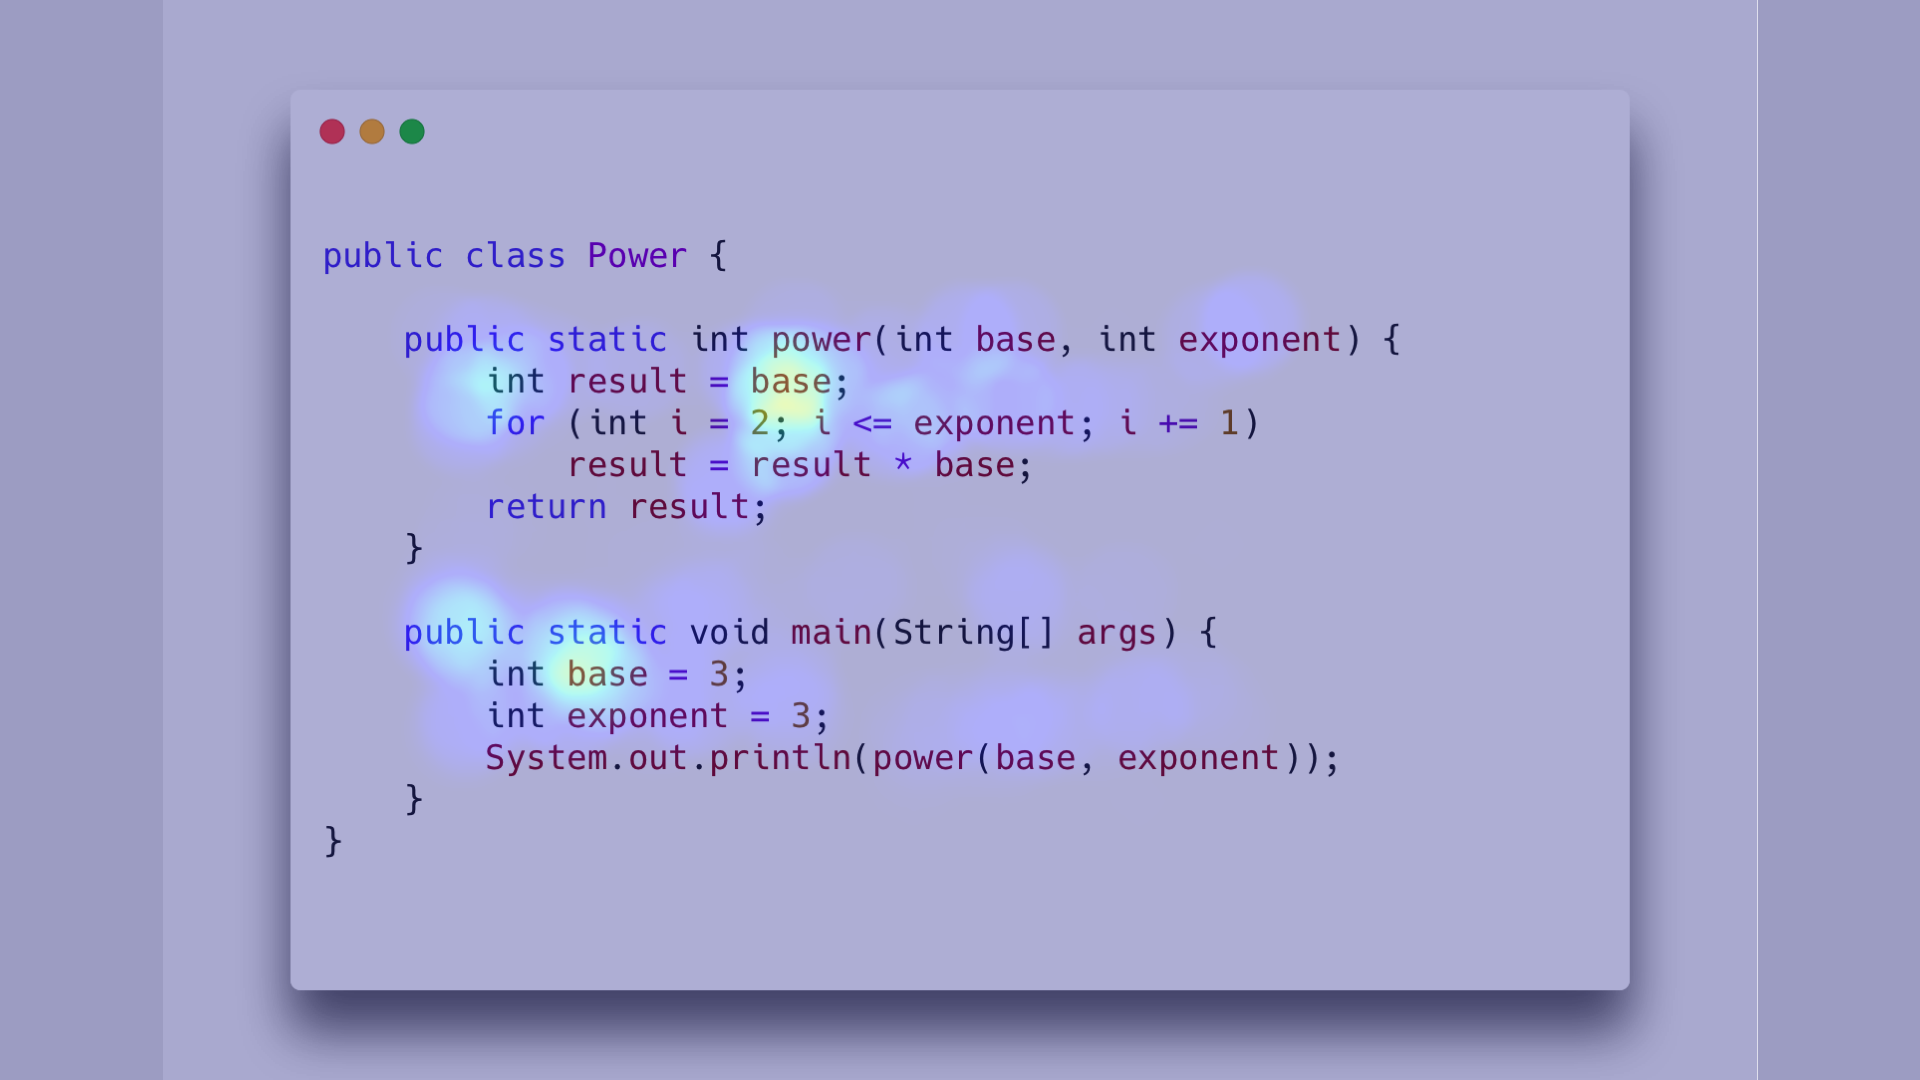 public class Power {
    public static int power(int base, int exponent) {
        int result = base;
        for (int i = 2; i <= exponent; i += 1)
            result = result * base;
        return result;
    }
    public static void main(String[] args) {
        int base = 3;
        int exponent = 3;
        System.out.println(power(base, exponent));
    }
}